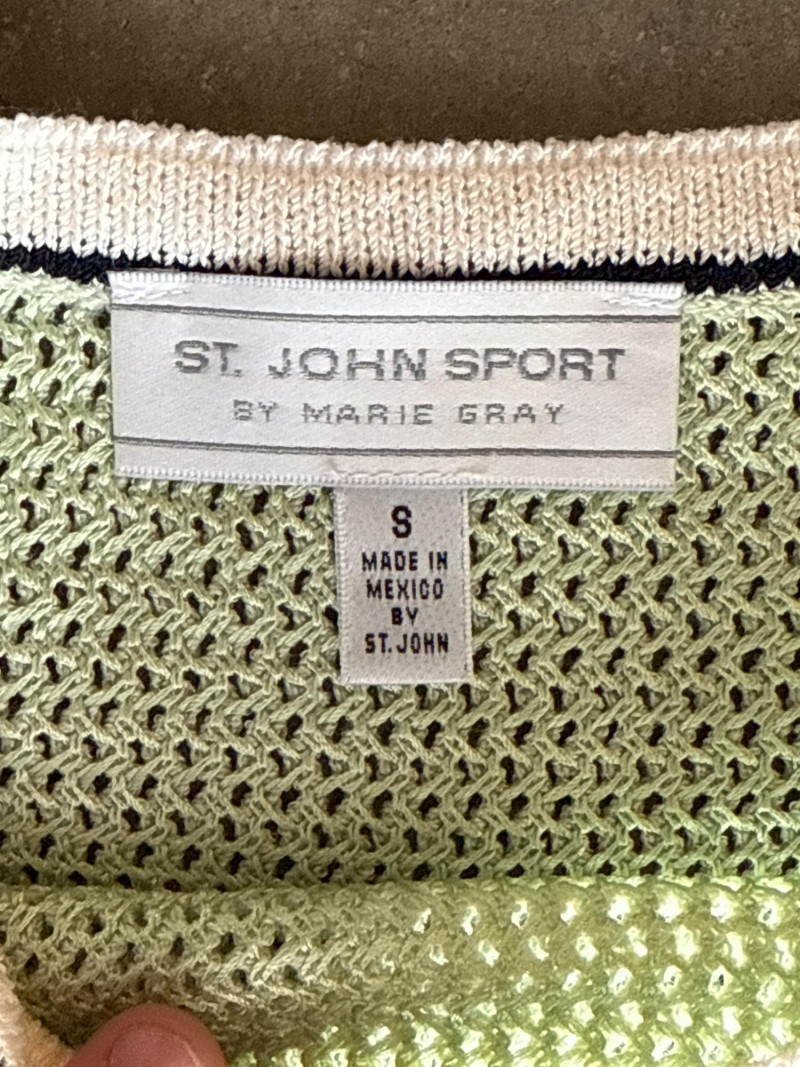 ST. JOHN SPORT
BY MARIE GRAY
S
MADE IN
MEXICO
BY
ST. JOHN